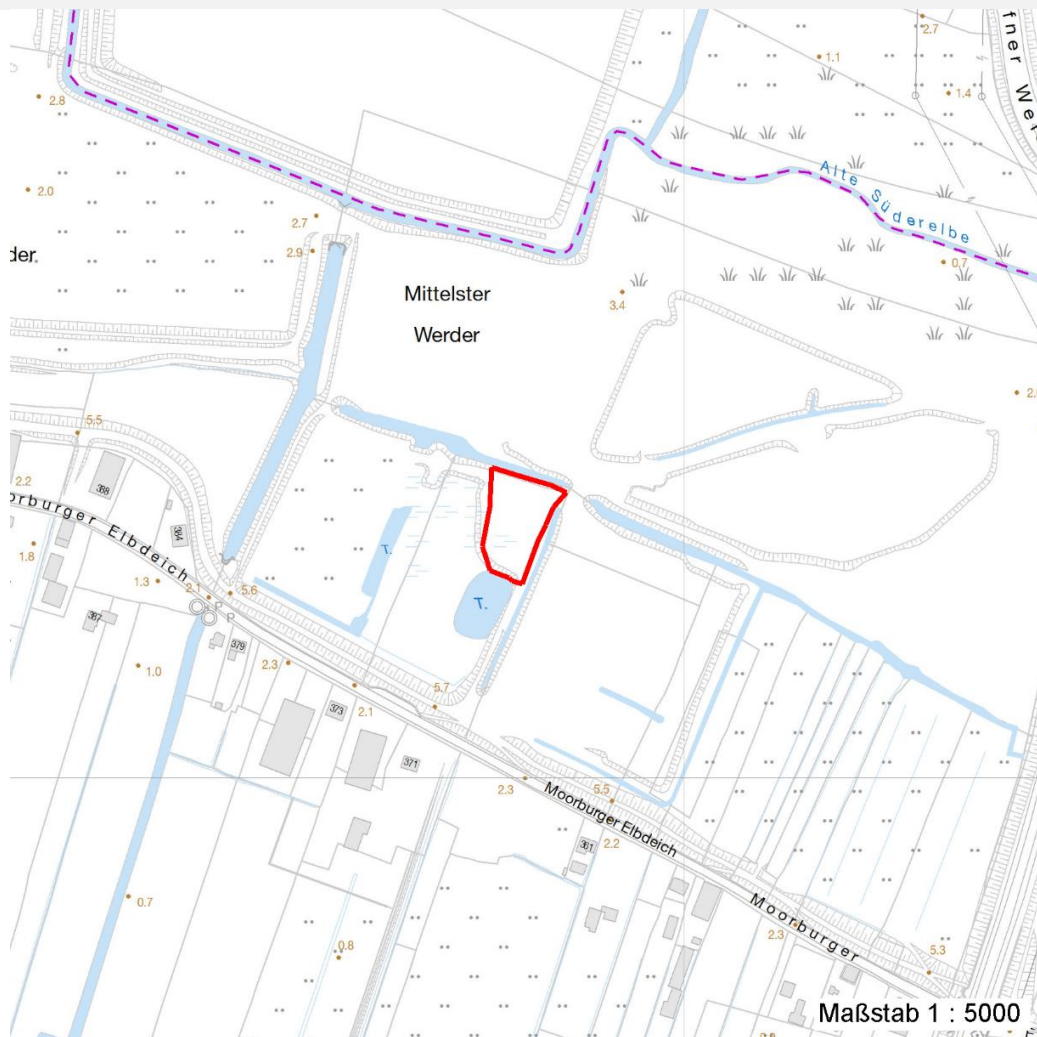 fner We
2.7
1.1
1.4
2.8
Alte Süderelbe
2.0
2.7
2.9
der
0.7
Mittelster
Werder
3.4
5.5
368
2.2
orburger Elbdeich
364
T.
1.8
1.3
2.1
5.6
T.
P
P
367
379
1.0
2.3
373
5.7
2.1
371
2.3
Moorburger Elbdeich
5.5
2.2
361
0.7
Moorburger
2.3
0.8
5.3
Maßstab 1 : 5000